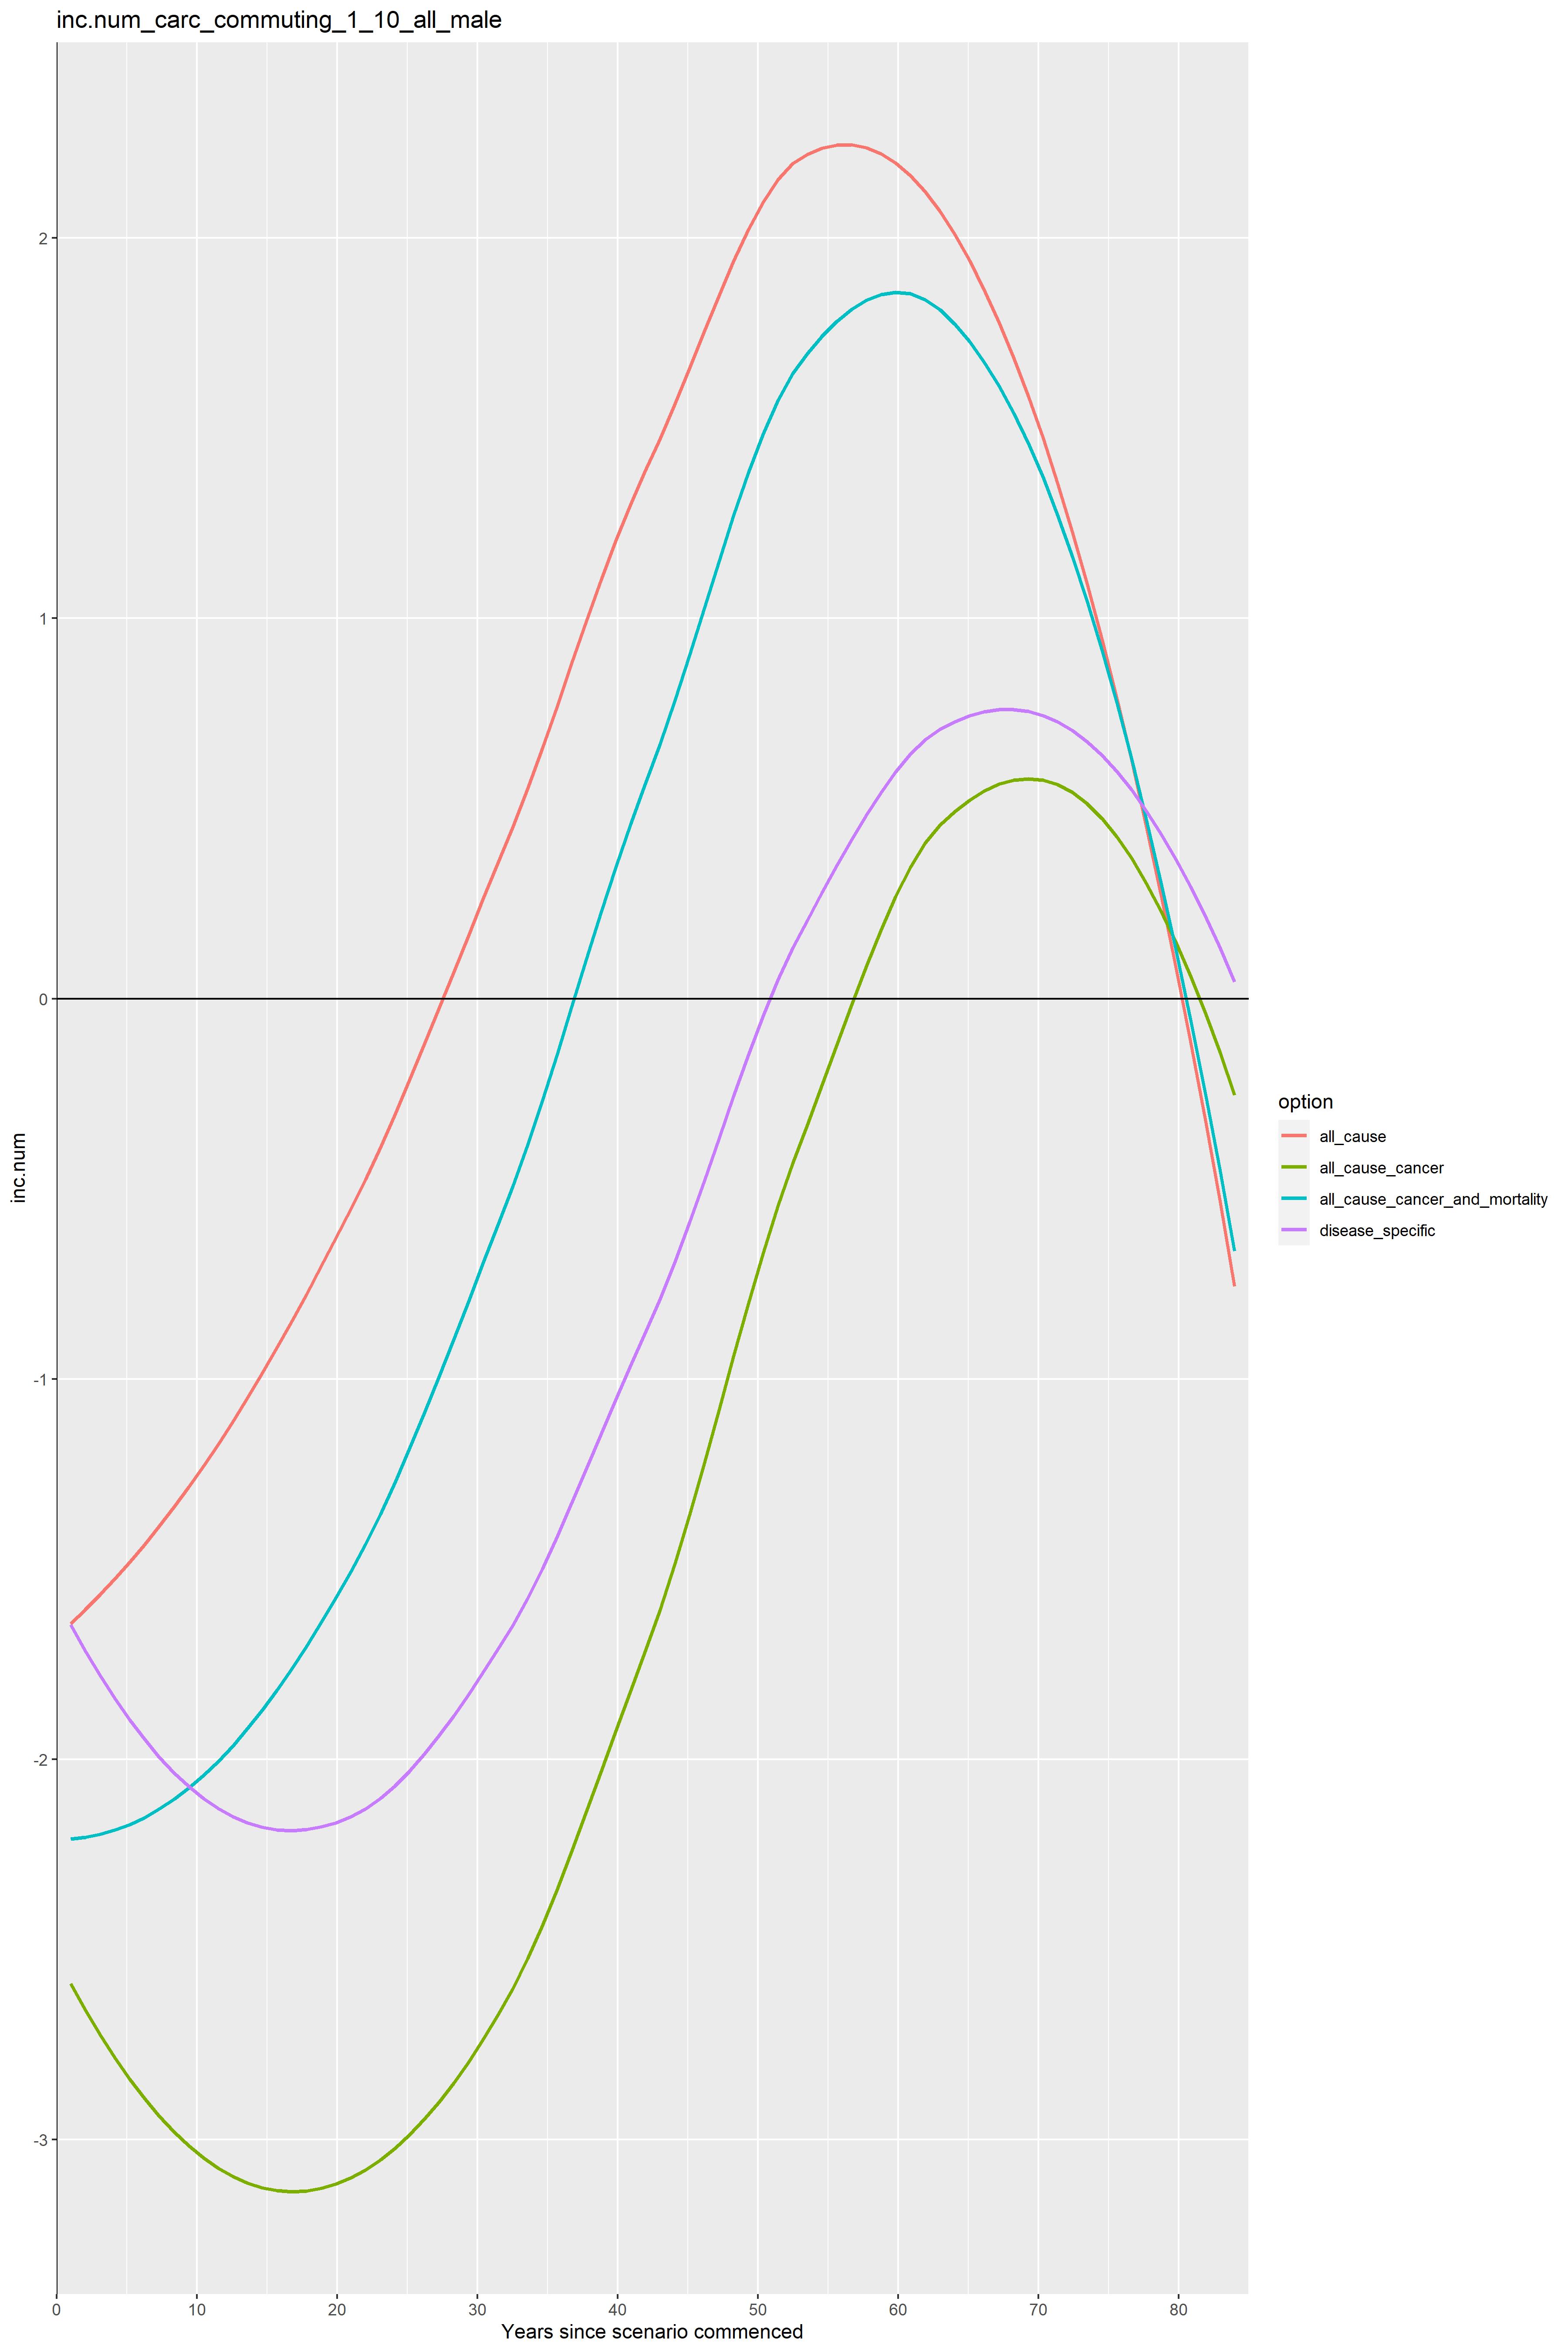 inc.num_carc_commuting_1_10_all_male
2
1
0
-1
-2
-3
inc.num
0 10 20 30 40 50 60 70 80
Years since scenario commenced
option
all_cause
all_cause_cancer
all_cause_cancer_and_mortality
disease_specific